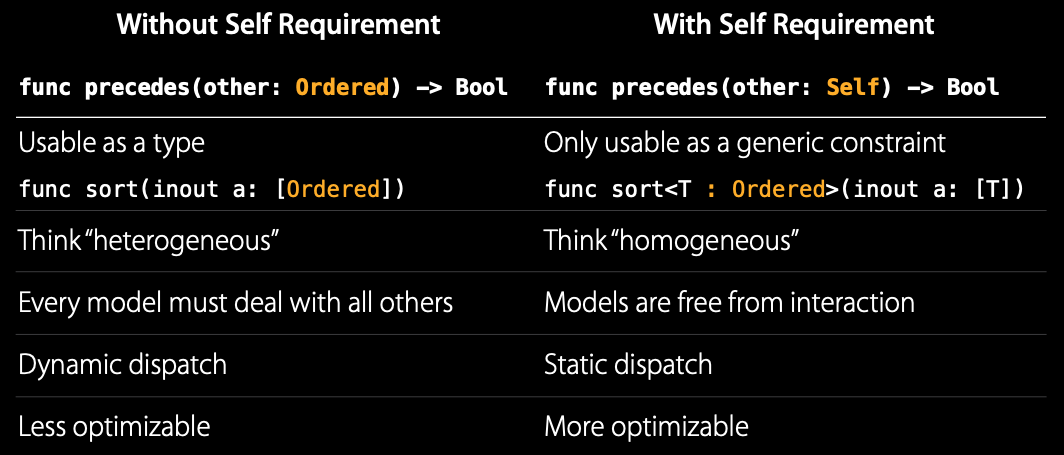 Without Self Requirement
With Self Requirement
func precedes(other: Ordered) -> Bool
func precedes(other: Self) -> Bool
Usable as a type
Only usable as a generic constraint
func sort(inout a: [Ordered])
func sort<T : Ordered>(inout a: [T])
Think “heterogeneous”
Think “homogeneous”
Every model must deal with all others
Models are free from interaction
Dynamic dispatch
Static dispatch
Less optimizable
More optimizable